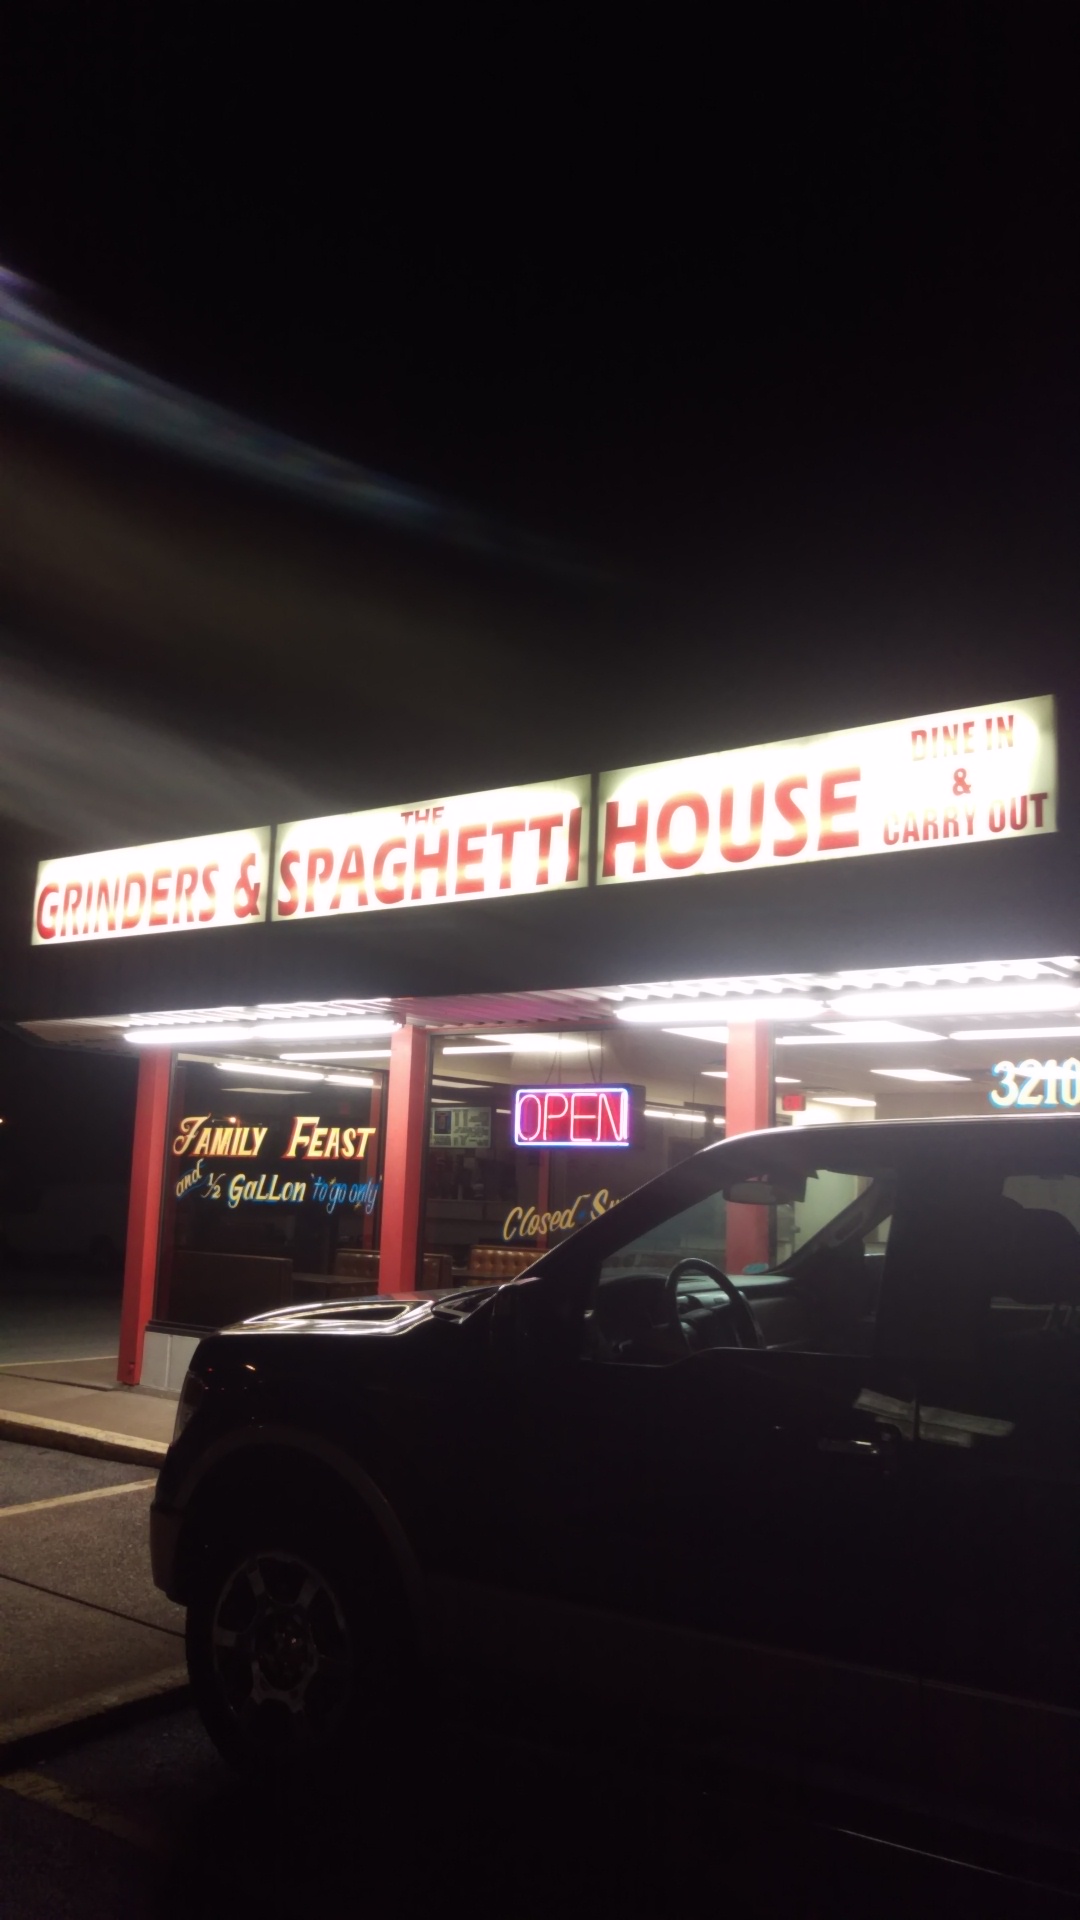 GRINDERS & THE SPAGHETTI HOUSE
DINE IN
&
CARRY OUT
3210
OPEN
FAMILY FEAST
and 1/2 GaLLon "to go only"
Closed